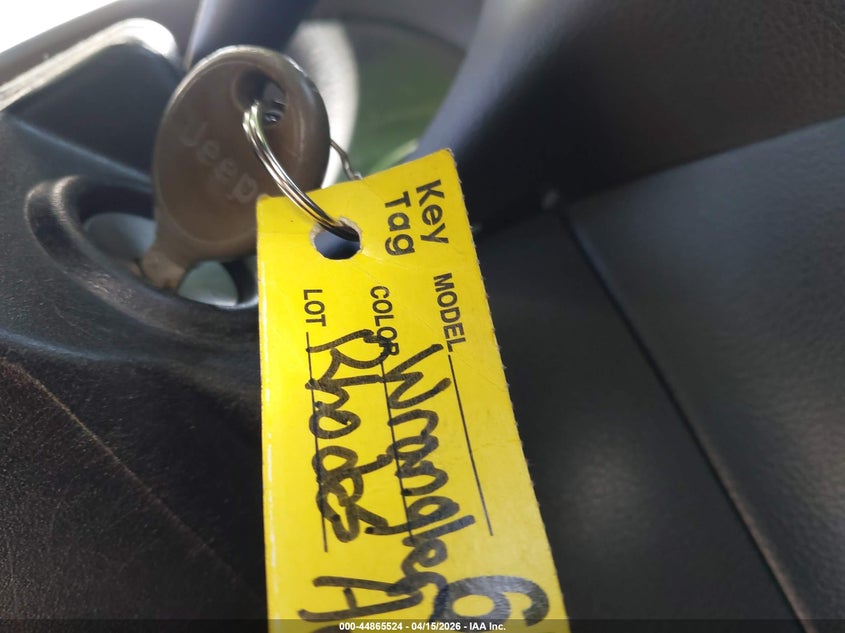 Jeep
Key
Tag
MODEL
COLOR
LOT
Wrangler
Rhodes
000-44865524 - 04/15/2026 - IAA Inc.